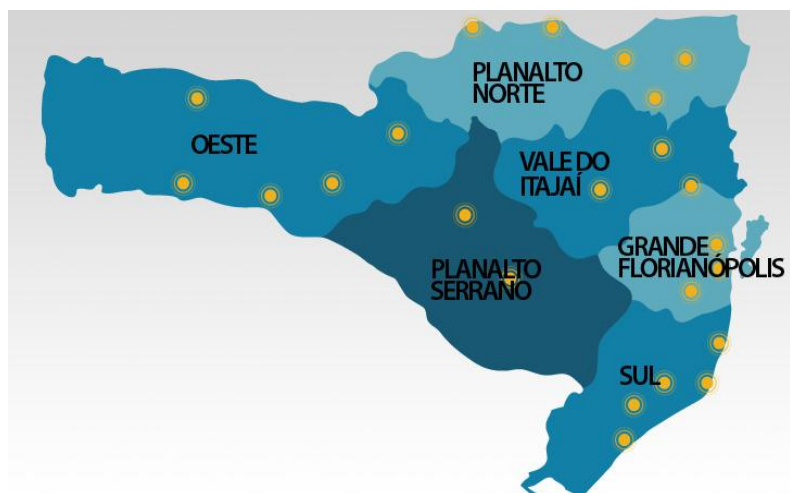 PLANALTO
NORTE
OESTE
VALE DO
ITAJAÍ
GRANDE
FLORIANÓPOLIS
PLANALTO
SERRANO
SUL